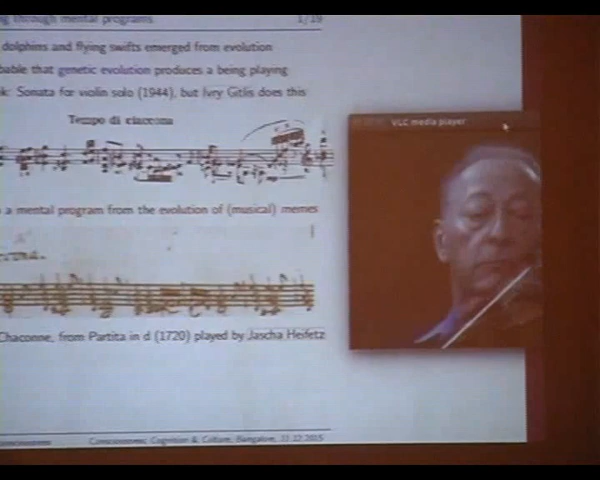 ng through mental programs 1/19
dolphins and flying swifts emerged from evolution
bable that genetic evolution produces a being playing
k: Sonata for violin solo (1944), but Ivry Gitlis does this
Tempo di ciaccona
VLC media player
a mental program from the evolution of (musical) memes
Chaconne, from Partita in d (1720) played by Jascha Heifetz
Consciousness, Cognition & Culture, Bangalore, 11.12.2015